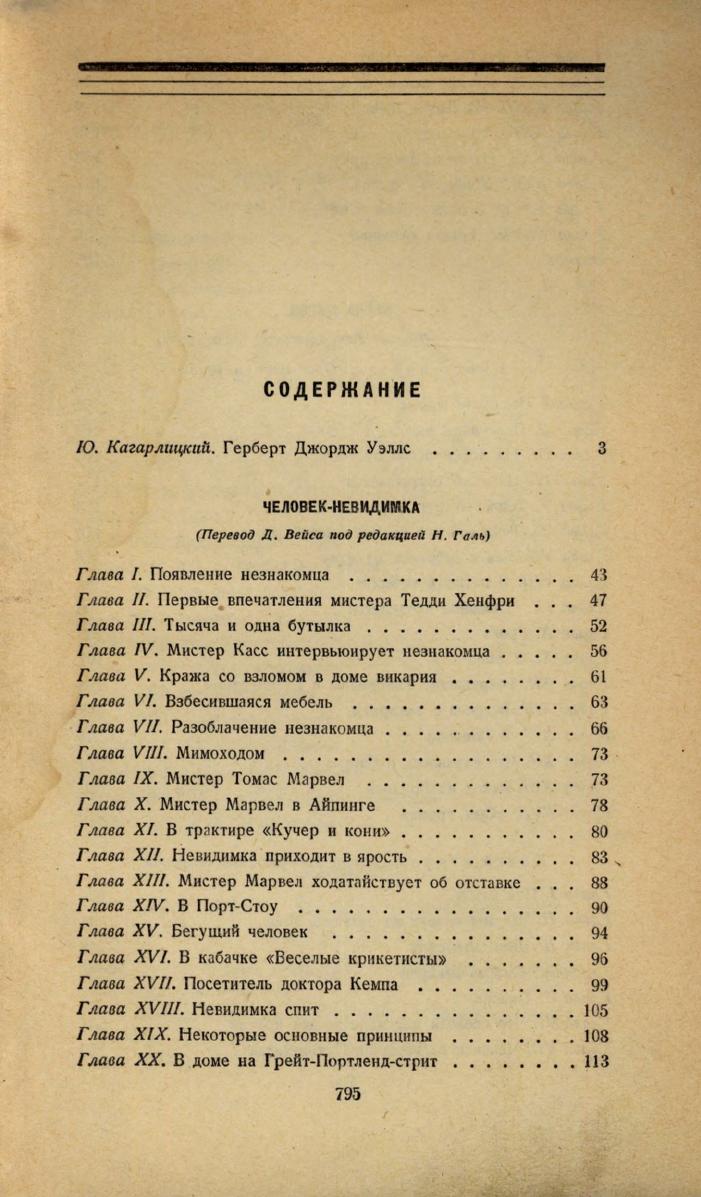 СОДЕРЖАНИЕ
Ю. Кагарлицкий. Герберт Джордж Уэллс . . . . . . . . . 3
ЧЕЛОВЕК-НЕВИДИМКА
(Перевод Д. Вейса под редакцией Н. Галь)
Глава I. Появление незнакомца . . . . . . . . . . . . . 43
Глава II. Первые впечатления мистера Тедди Хенфри . . . 47
Глава III. Тысяча и одна бутылка . . . . . . . . . . . . . 52
Глава IV. Мистер Касс интервьюирует незнакомца . . . . . 56
Глава V. Кража со взломом в доме викария . . . . . . . . 61
Глава VI. Взбесившаяся мебель . . . . . . . . . . . . . . 63
Глава VII. Разоблачение незнакомца . . . . . . . . . . . . 66
Глава VIII. Мимоходом . . . . . . . . . . . . . . . . . . 73
Глава IX. Мистер Томас Марвел . . . . . . . . . . . . . 73
Глава X. Мистер Марвел в Айпинге . . . . . . . . . . . 78
Глава XI. В трактире «Кучер и кони» . . . . . . . . . . . 80
Глава XII. Невидимка приходит в ярость . . . . . . . . . . 83
Глава XIII. Мистер Марвел ходатайствует об отставке . . . 88
Глава XIV. В Порт-Стоу . . . . . . . . . . . . . . . . . 90
Глава XV. Бегущий человек . . . . . . . . . . . . . . . 94
Глава XVI. В кабачке «Веселые крикетисты» . . . . . . . 96
Глава XVII. Посетитель доктора Кемпа . . . . . . . . . . 99
Глава XVIII. Невидимка спит . . . . . . . . . . . . . . . 105
Глава XIX. Некоторые основные принципы . . . . . . . . 108
Глава XX. В доме на Грейт-Портленд-стрит . . . . . . . . 113
795